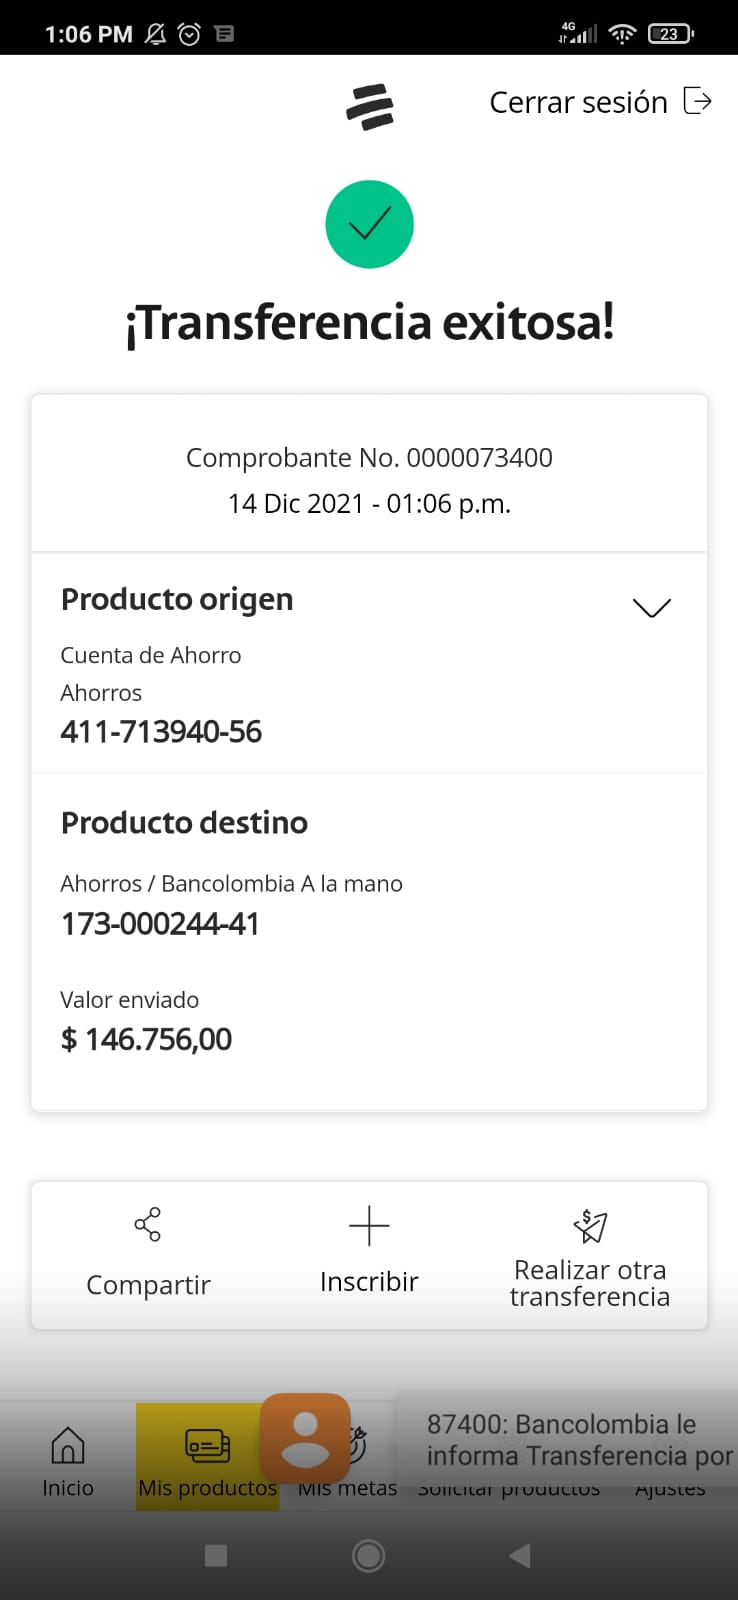 1:06 PM
4G
23
Cerrar sesión
¡Transferencia exitosa!
Comprobante No. 0000073400
14 Dic 2021 - 01:06 p.m.
Producto origen
Cuenta de Ahorro
Ahorros
411-713940-56
Producto destino
Ahorros / Bancolombia A la mano
173-000244-41
Valor enviado
$ 146.756,00
Compartir
Inscribir
Realizar otra
transferencia
87400: Bancolombia le
informa Transferencia por
Inicio
Mis productos
Mis metas
Solicitar productos
Ajustes